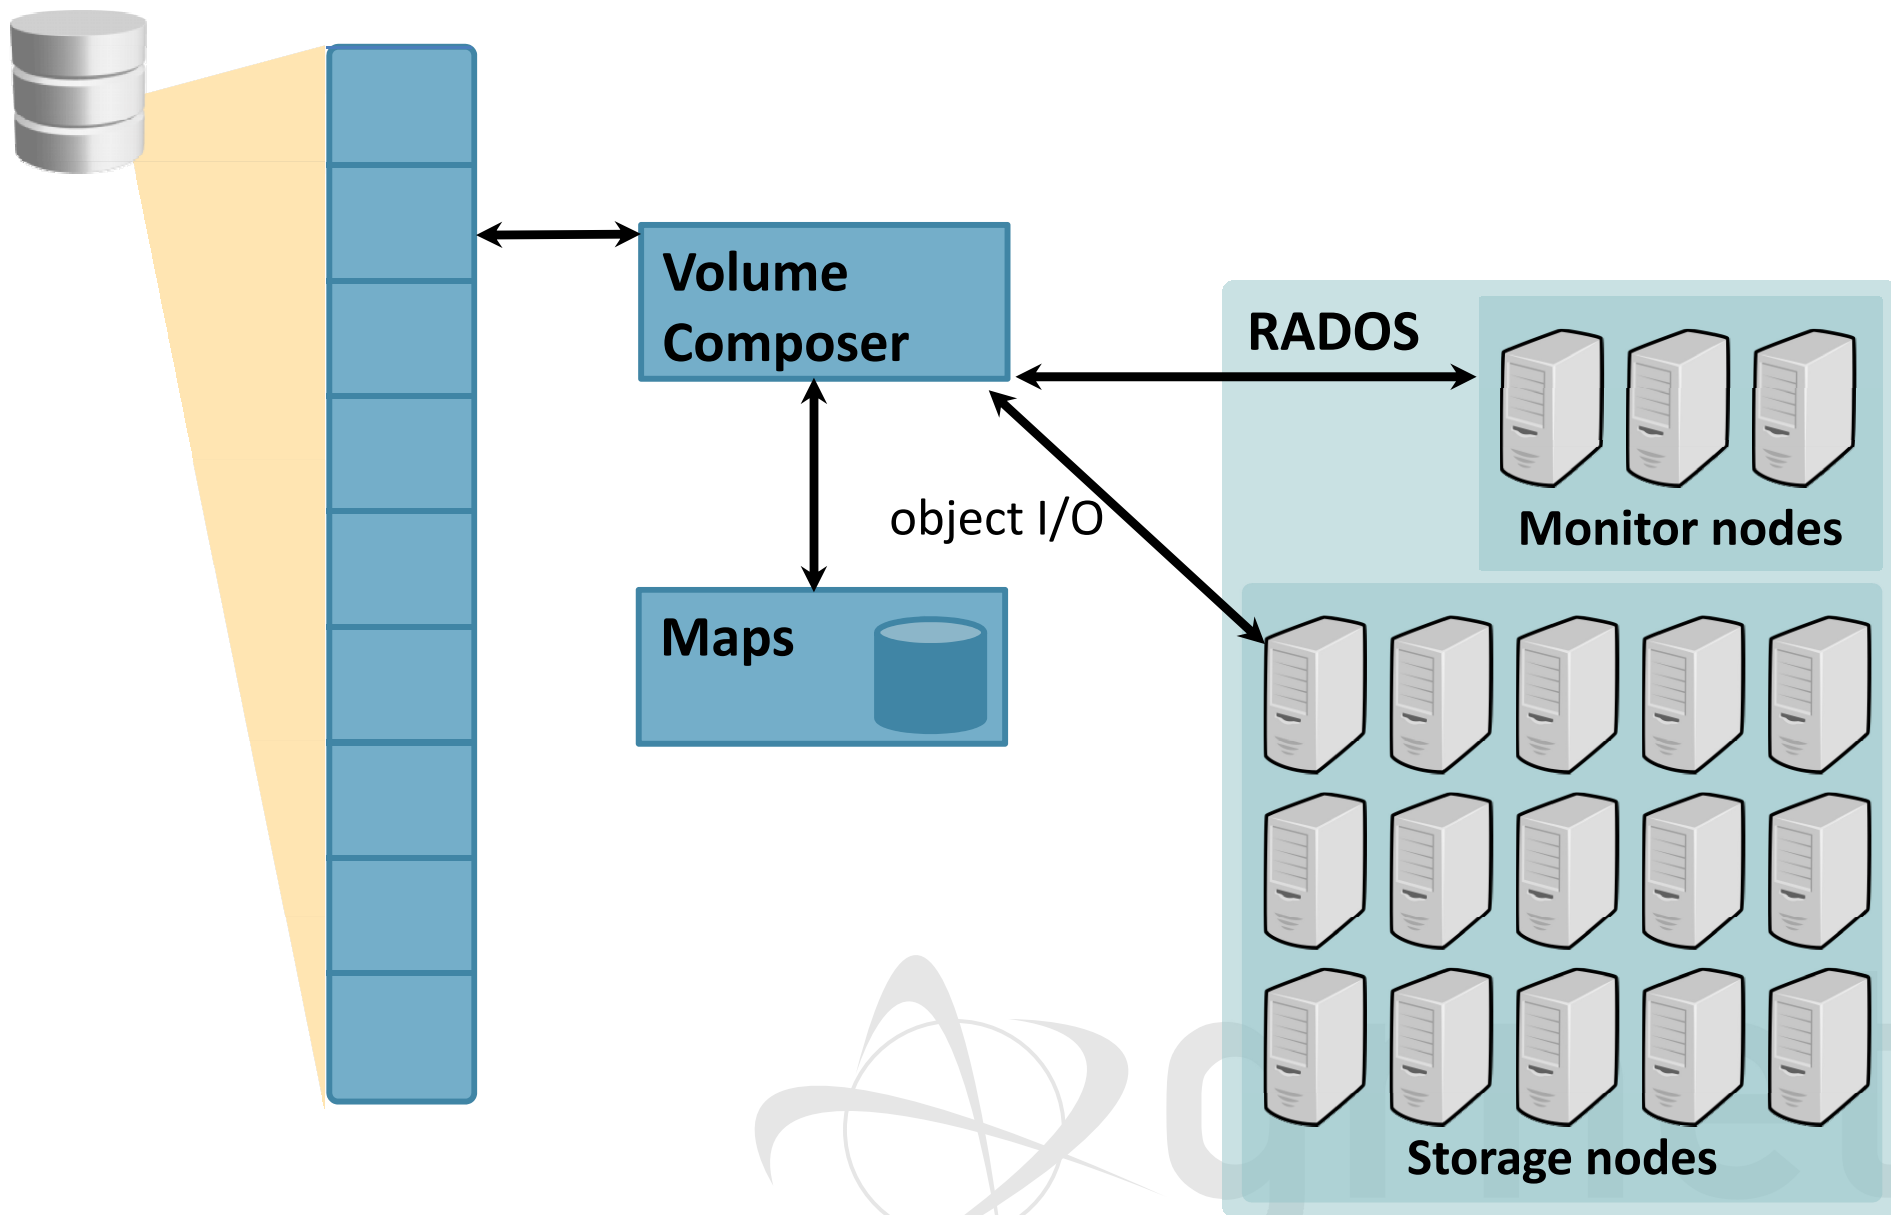 Volume
Composer
RADOS
object I/O
Monitor nodes
Maps
Storage nodes